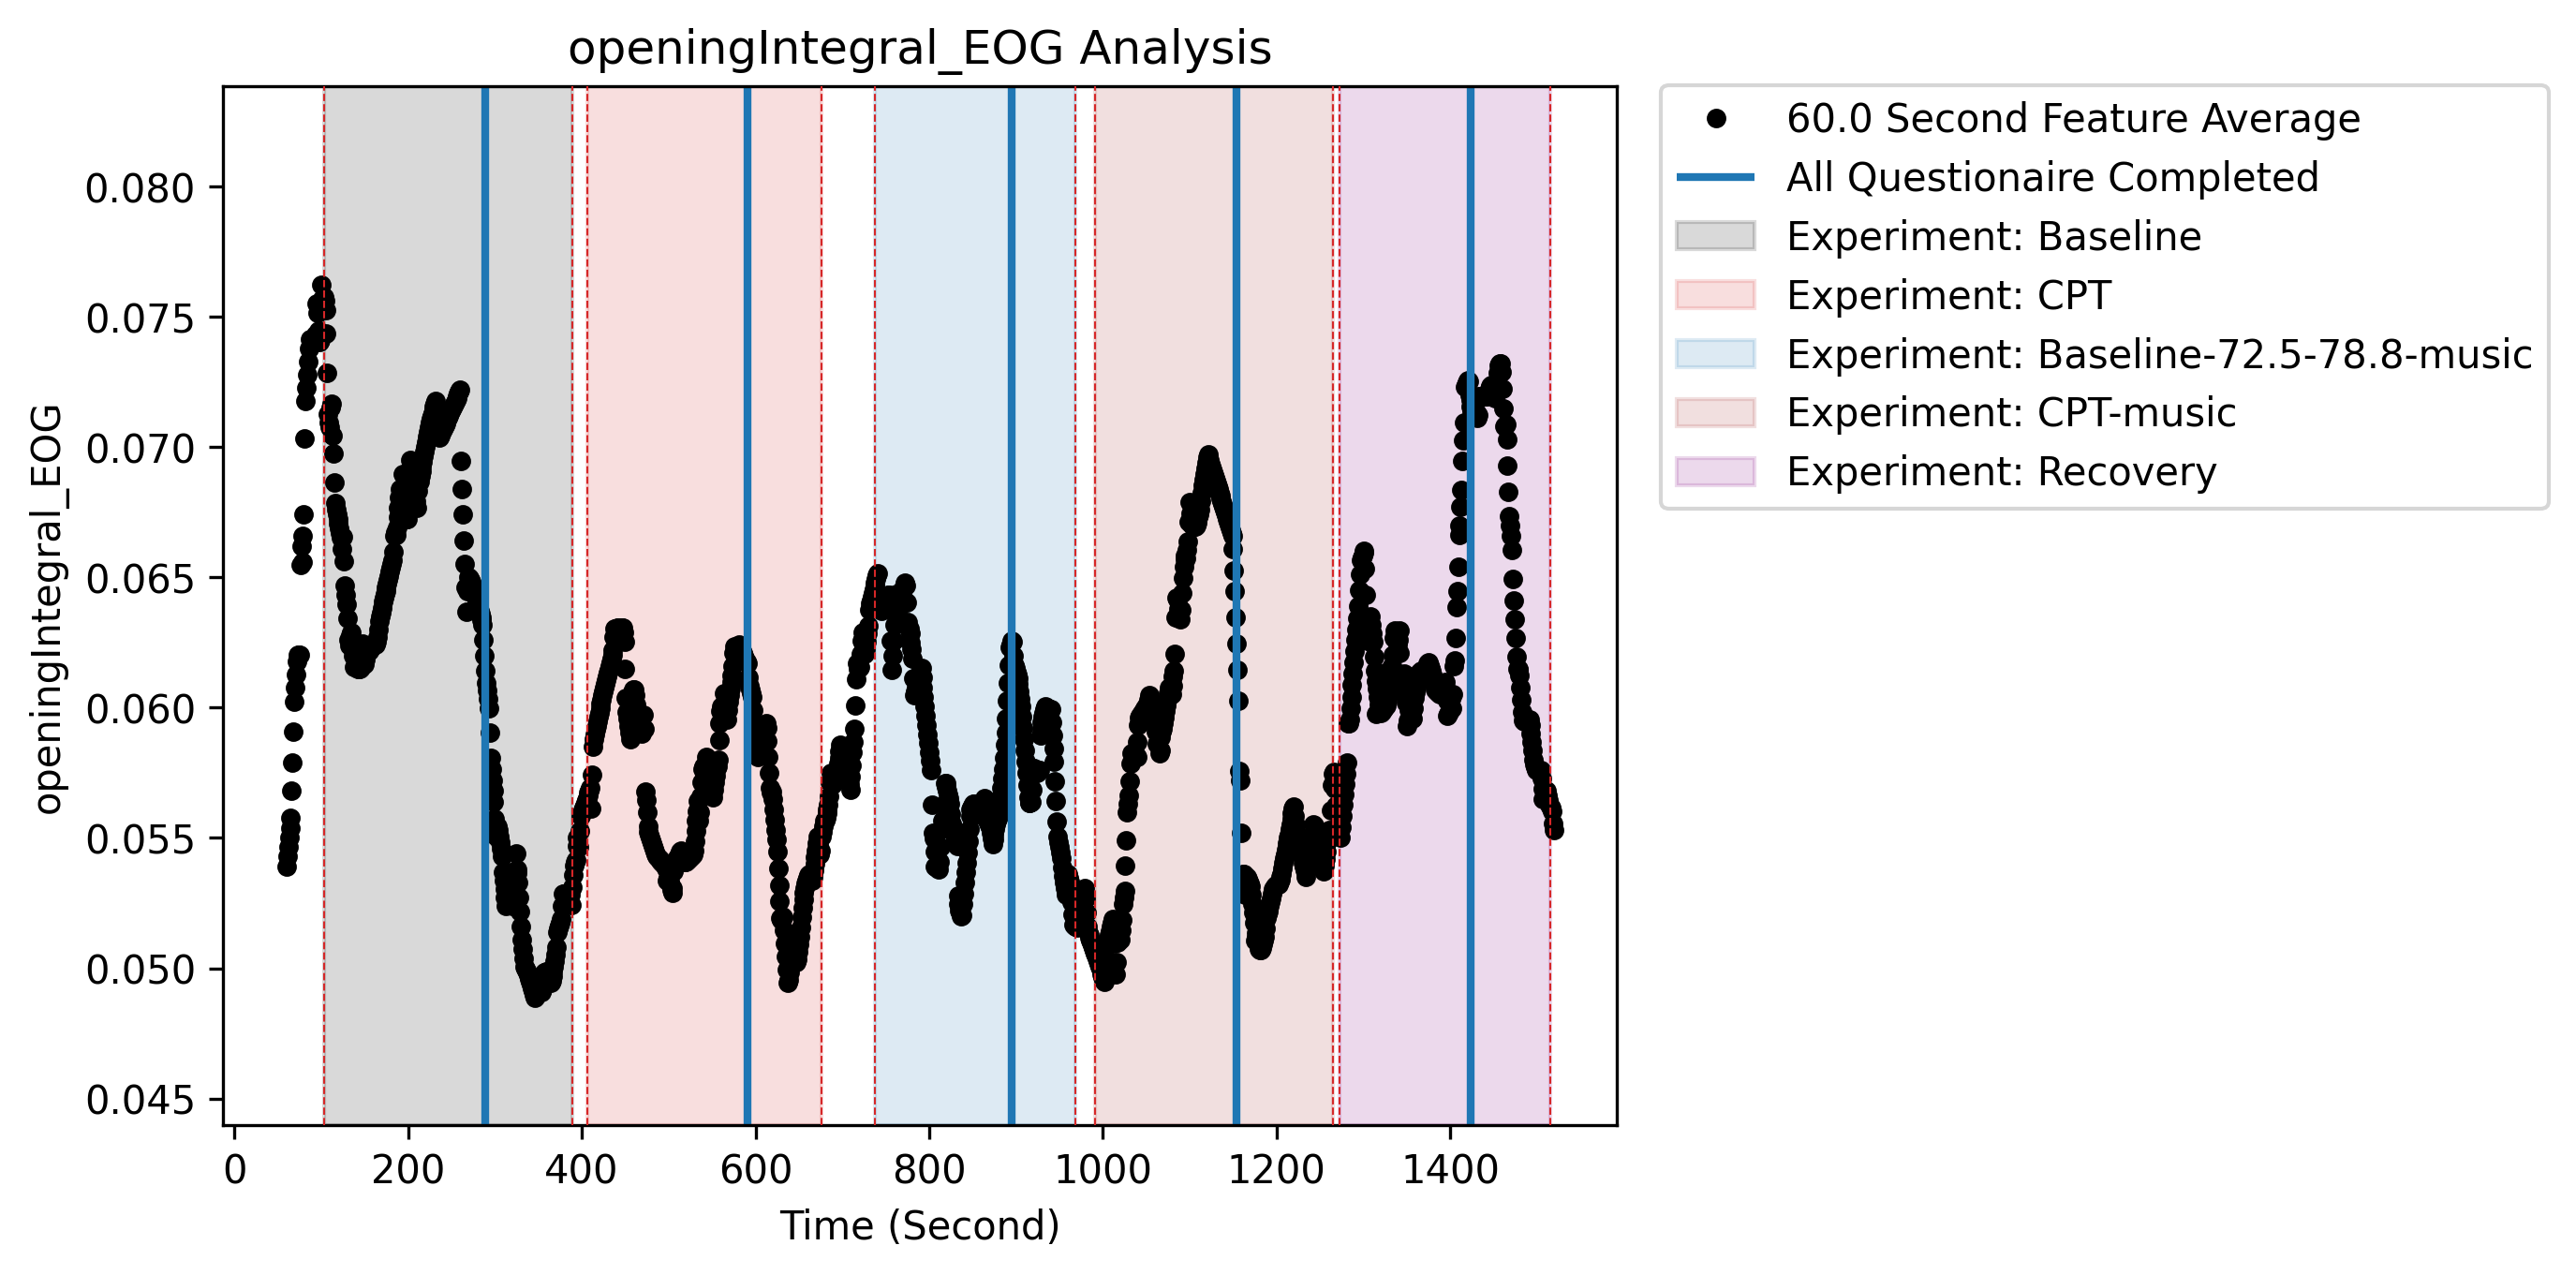 openingIntegral_EOG Analysis
openingIntegral_EOG
0.080
0.075
0.070
0.065
0.060
0.055
0.050
0.045
0 200 400 600 800 1000 1200 1400
Time (Second)
60.0 Second Feature Average
All Questionaire Completed
Experiment: Baseline
Experiment: CPT
Experiment: Baseline-72.5-78.8-music
Experiment: CPT-music
Experiment: Recovery